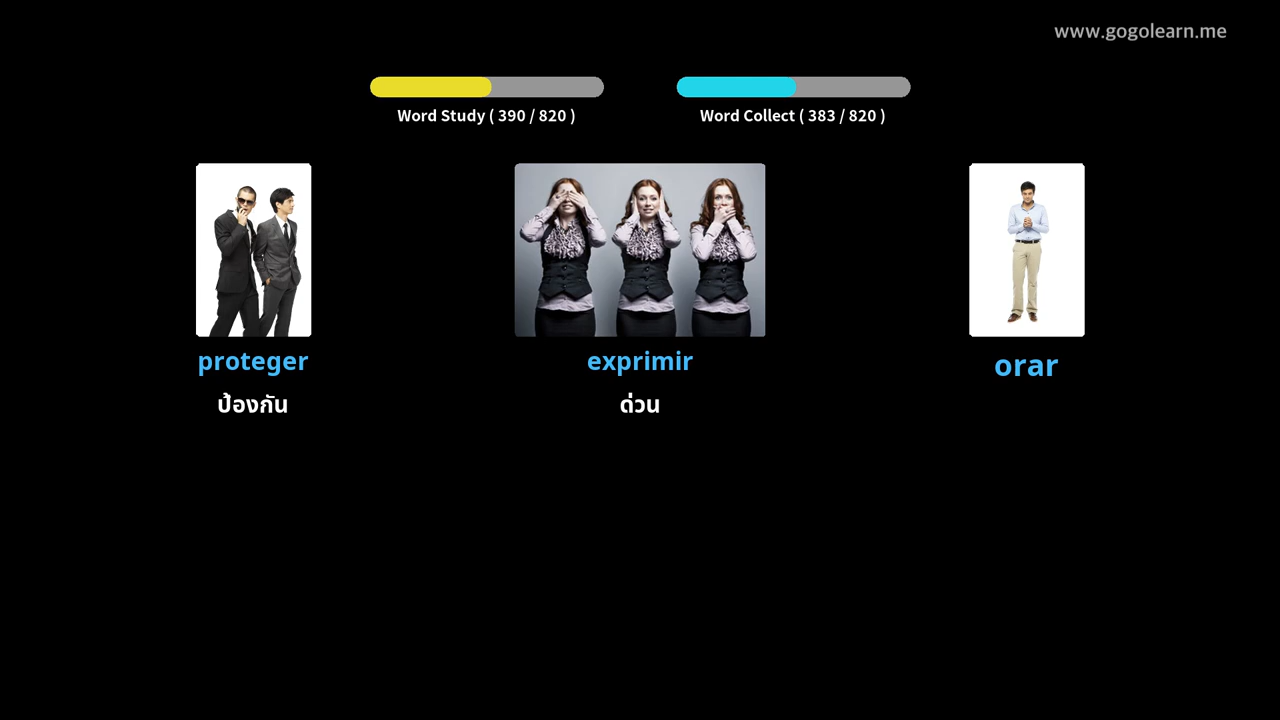 www.gogolearn.me
Word Study ( 390 / 820 )
Word Collect ( 383 / 820 )
proteger
exprimir
orar
ป้องกัน
ด่วน